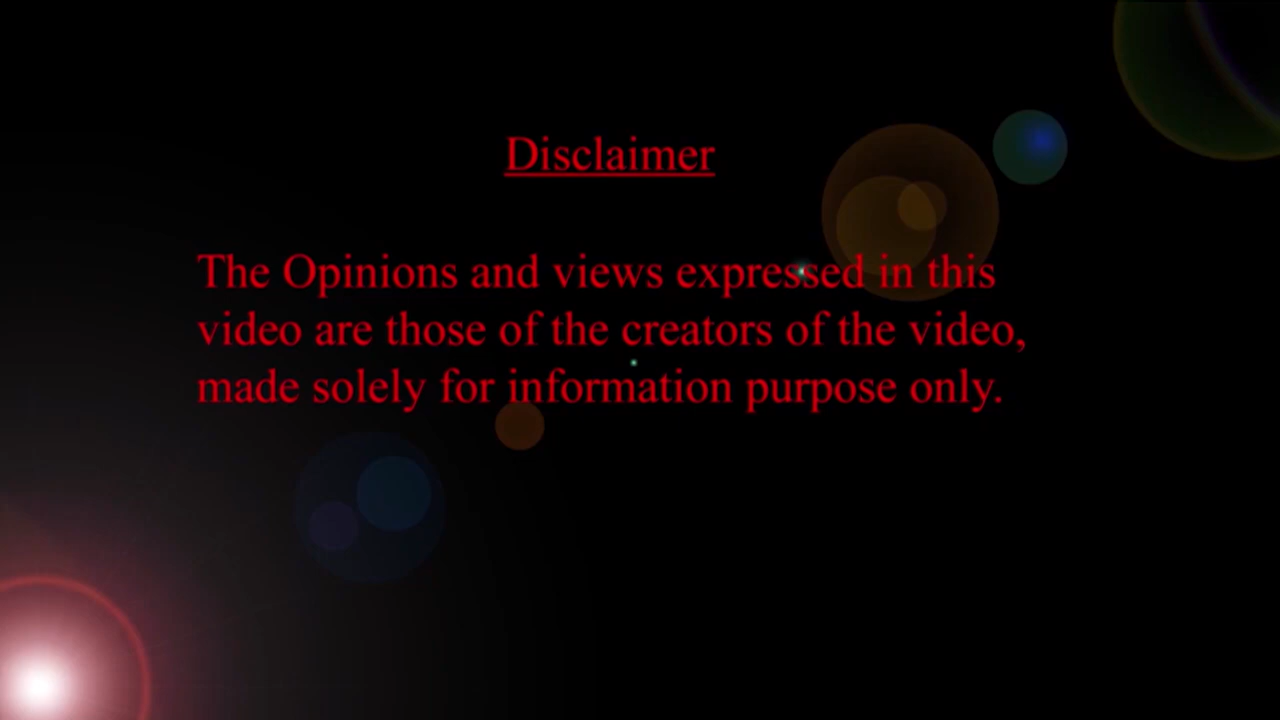 Disclaimer
The Opinions and views expressed in this
video are those of the creators of the video,
made solely for information purpose only.